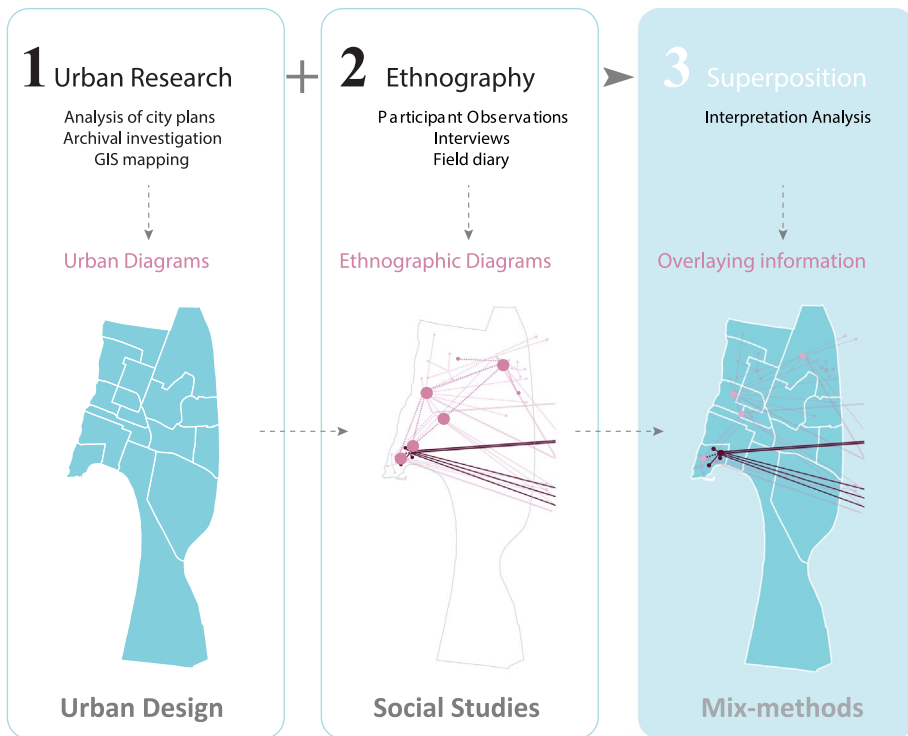 1 Urban Research
Analysis of city plans
Archival investigation
GIS mapping
Urban Diagrams
Urban Design
+
2 Ethnography
Participant Observations
Interviews
Field diary
Ethnographic Diagrams
Social Studies
3 Superposition
Interpretation Analysis
Overlaying information
Mix-methods